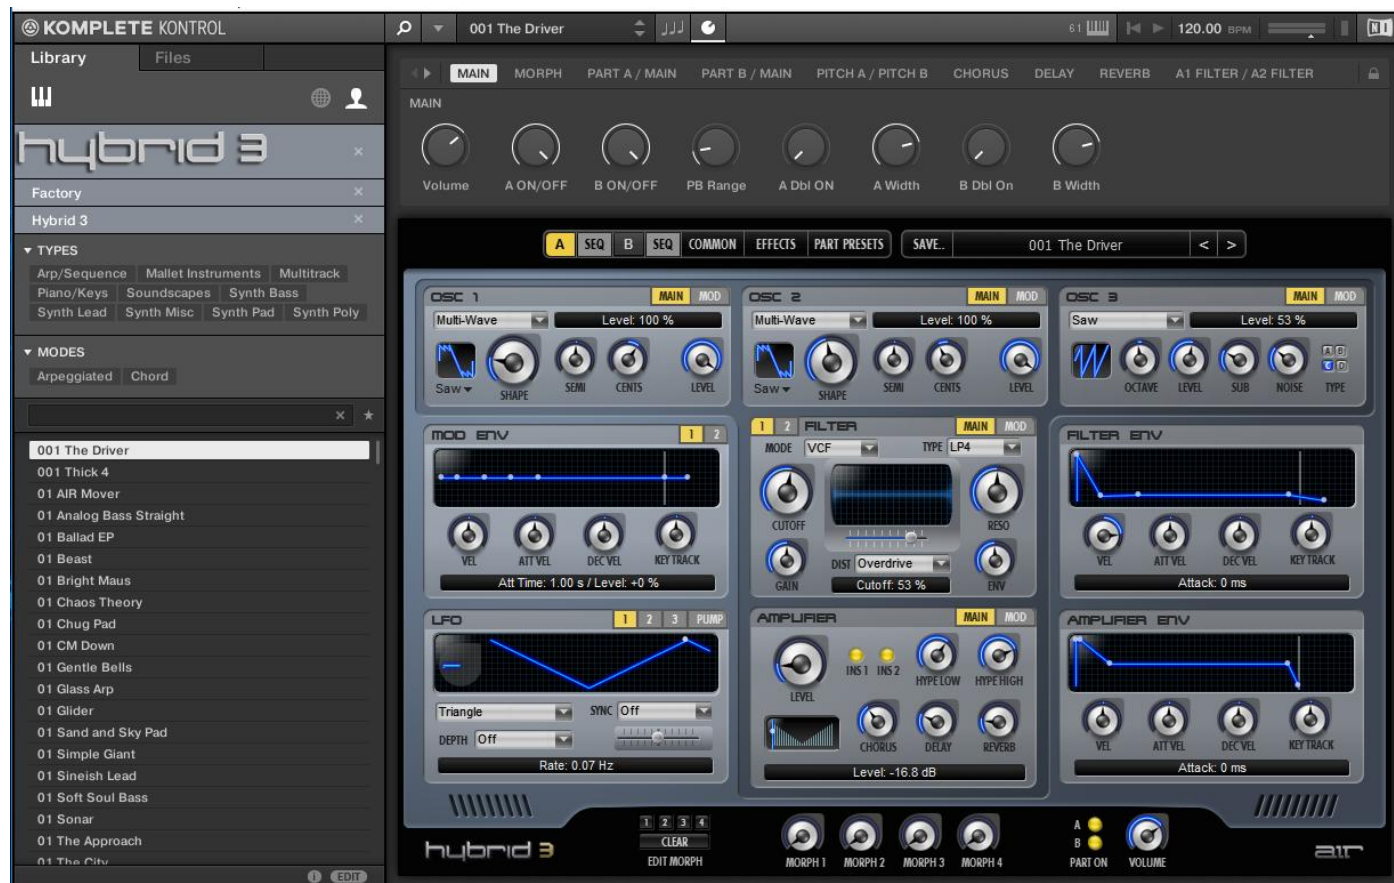 KOMPLETE KONTROL
001 The Driver
61
120.00 BPM
Library
Files
hybrid 3
Factory
Hybrid 3
TYPES
Arp/Sequence Mallet Instruments Multitrack
Piano/Keys Soundscapes Synth Bass
Synth Lead Synth Misc Synth Pad Synth Poly
MODES
Arpeggiated Chord
001 The Driver
001 Thick 4
01 AIR Mover
01 Analog Bass Straight
01 Ballad EP
01 Beast
01 Bright Maus
01 Chaos Theory
01 Chug Pad
01 CM Down
01 Gentle Bells
01 Glass Arp
01 Glider
01 Sand and Sky Pad
01 Simple Giant
01 Sineish Lead
01 Soft Soul Bass
01 Sonar
01 The Approach
01 The City
EDIT
MAIN MORPH PART A / MAIN PART B / MAIN PITCH A / PITCH B CHORUS DELAY REVERB A1 FILTER / A2 FILTER
MAIN
Volume A ON/OFF B ON/OFF PB Range A Dbl ON A Width B Dbl On B Width
A SEQ B SEQ COMMON EFFECTS PART PRESETS SAVE.. 001 The Driver < >
OSC 1 MAIN MOD
Multi-Wave Level: 100 %
Saw SHAPE SEMI CENTS LEVEL
OSC 2 MAIN MOD
Multi-Wave Level: 100 %
Saw SHAPE SEMI CENTS LEVEL
OSC 3 MAIN MOD
Saw Level: 53 %
A B
C D
OCTAVE LEVEL SUB NOISE TYPE
MOD ENV 1 2
VEL ATT VEL DEC VEL KEY TRACK
Att Time: 1.00 s / Level: +0 %
1 2 FILTER MAIN MOD
MODE VCF TYPE LP4
CUTOFF RESO
DIST Overdrive
GAIN Cutoff: 53 % ENV
FILTER ENV
VEL ATT VEL DEC VEL KEY TRACK
Attack: 0 ms
LFO 1 2 3 PUMP
Triangle SYNC Off
DEPTH Off
Rate: 0.07 Hz
AMPLIFIER MAIN MOD
INS 1 INS 2 HYPE LOW HYPE HIGH
LEVEL
CHORUS DELAY REVERB
Level: -16.8 dB
AMPLIFIER ENV
VEL ATT VEL DEC VEL KEY TRACK
Attack: 0 ms
hybrid 3
1 2 3 4
CLEAR
EDIT MORPH
MORPH 1 MORPH 2 MORPH 3 MORPH 4
A
B
PART ON VOLUME
air